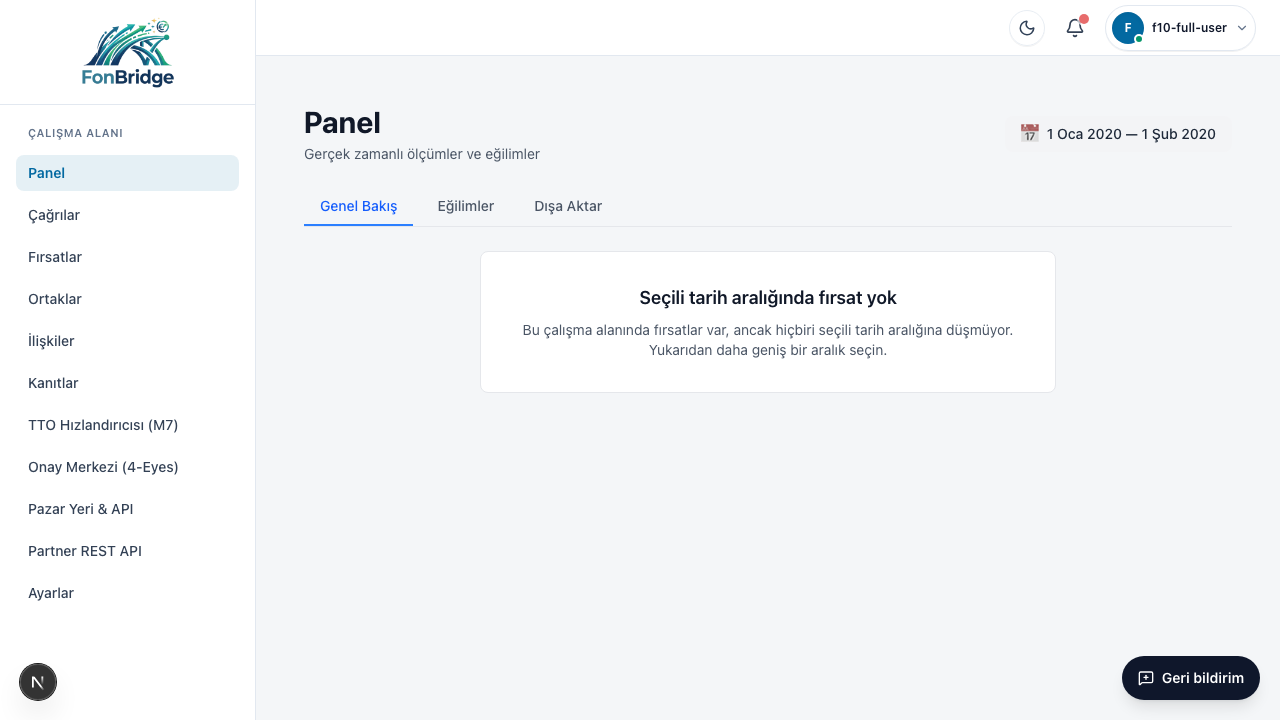 FonBridge
F
f10-full-user
ÇALIŞMA ALANI
Panel
Çağrılar
Fırsatlar
Ortaklar
İlişkiler
Kanıtlar
TTO Hızlandırıcısı (M7)
Onay Merkezi (4-Eyes)
Pazar Yeri & API
Partner REST API
Ayarlar
N
Panel
Gerçek zamanlı ölçümler ve eğilimler
17
1 Oca 2020 — 1 Şub 2020
Genel Bakış
Eğilimler
Dışa Aktar
Seçili tarih aralığında fırsat yok
Bu çalışma alanında fırsatlar var, ancak hiçbiri seçili tarih aralığına düşmüyor.
Yukarıdan daha geniş bir aralık seçin.
Geri bildirim